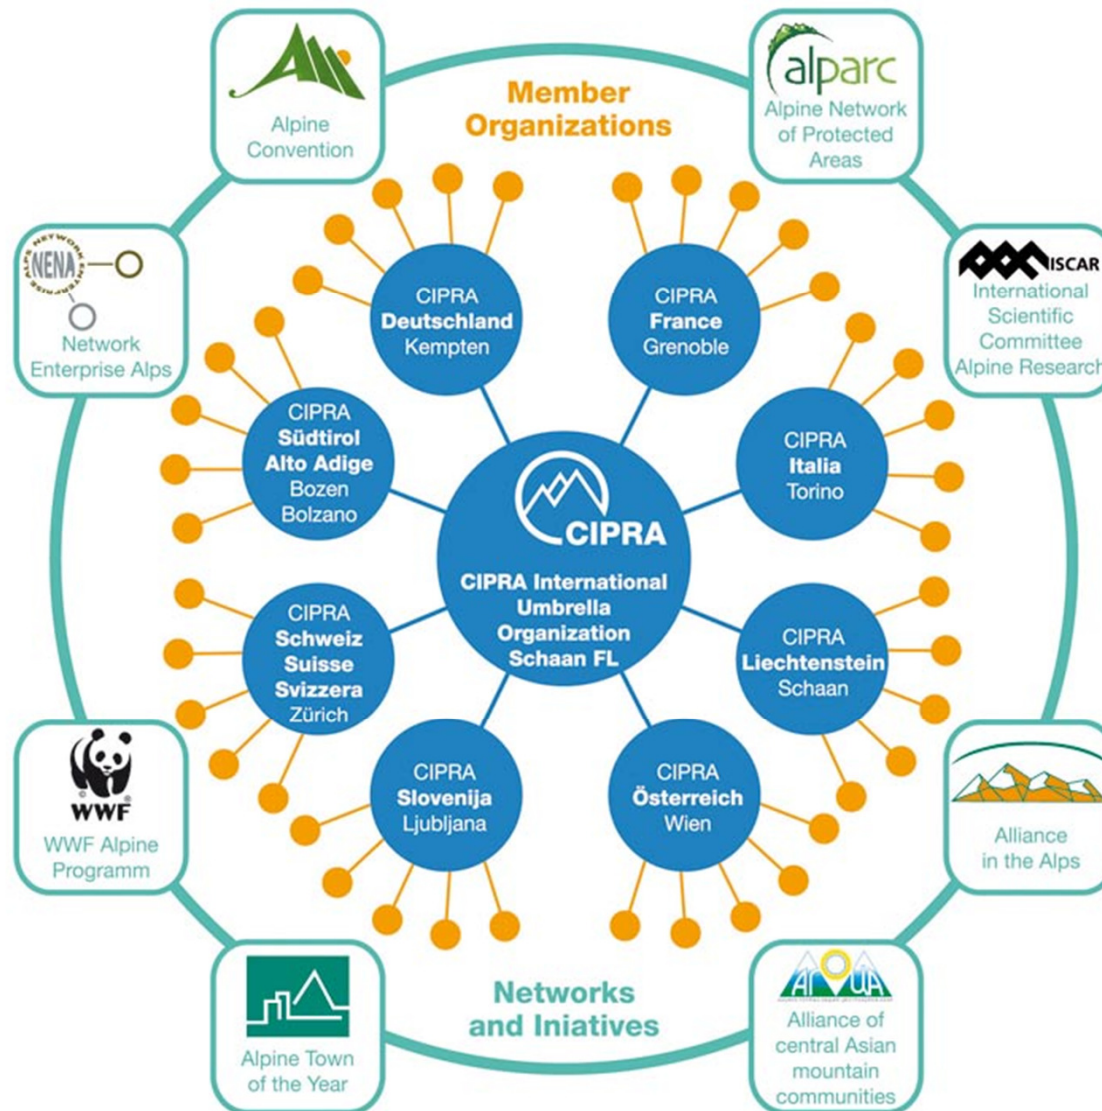 Alpine
Convention
Member
Organizations
alparc
Alpine Network
of Protected
Areas
NENA
ALPS NETWORK ENTERPRISE
Network
Enterprise Alps
ISCAR
International
Scientific
Committee
Alpine Research
CIPRA
Deutschland
Kempten
CIPRA
France
Grenoble
CIPRA
Südtirol
Alto Adige
Bozen
Bolzano
CIPRA
Italia
Torino
CIPRA
CIPRA International
Umbrella
Organization
Schaan FL
CIPRA
Schweiz
Suisse
Svizzera
Zürich
CIPRA
Liechtenstein
Schaan
CIPRA
Slovenija
Ljubljana
CIPRA
Österreich
Wien
WWF
WWF Alpine
Programm
Alliance
in the Alps
Alpine Town
of the Year
Networks
and Iniatives
Alliance of
central Asian
mountain
communities